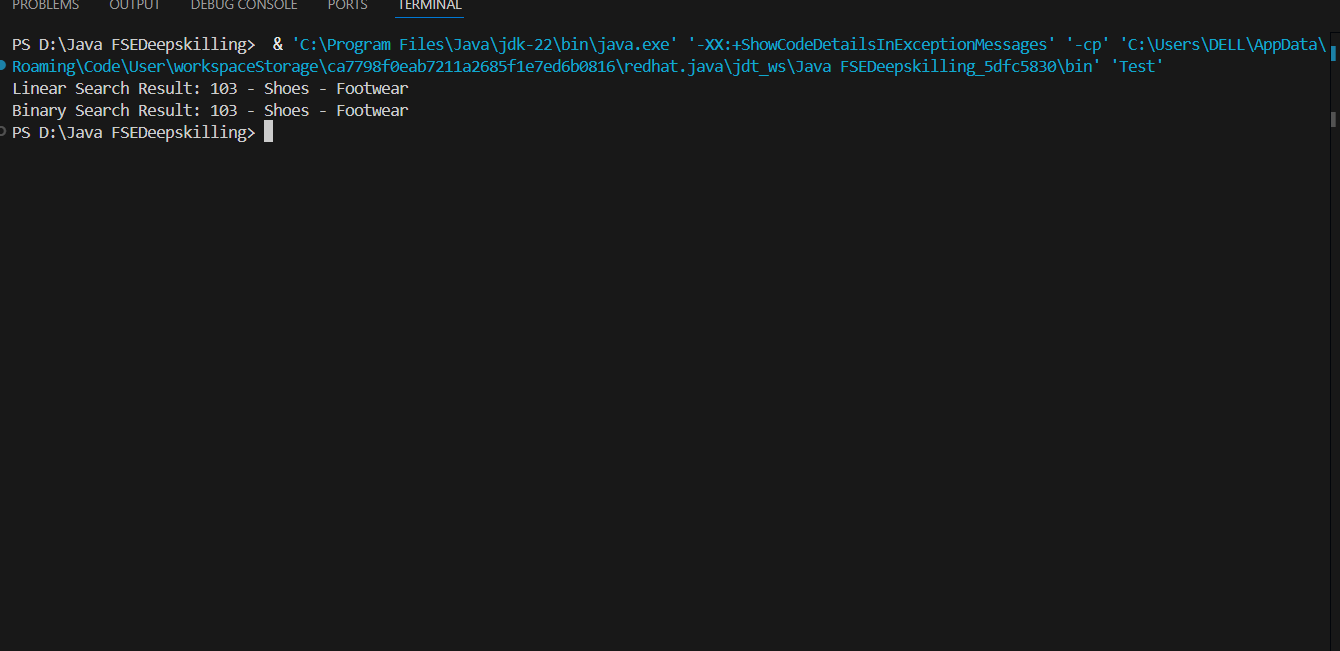 PROBLEMS OUTPUT DEBUG CONSOLE PORTS TERMINAL
PS D:\Java FSEDeepskilling>  & 'C:\Program Files\Java\jdk-22\bin\java.exe' '-XX:+ShowCodeDetailsInExceptionMessages' '-cp' 'C:\Users\DELL\AppData\
Roaming\Code\User\workspaceStorage\ca7798f0eab7211a2685f1e7ed6b0816\redhat.java\jdt_ws\Java FSEDeepskilling_5dfc5830\bin' 'Test'
Linear Search Result: 103 - Shoes - Footwear
Binary Search Result: 103 - Shoes - Footwear
PS D:\Java FSEDeepskilling>